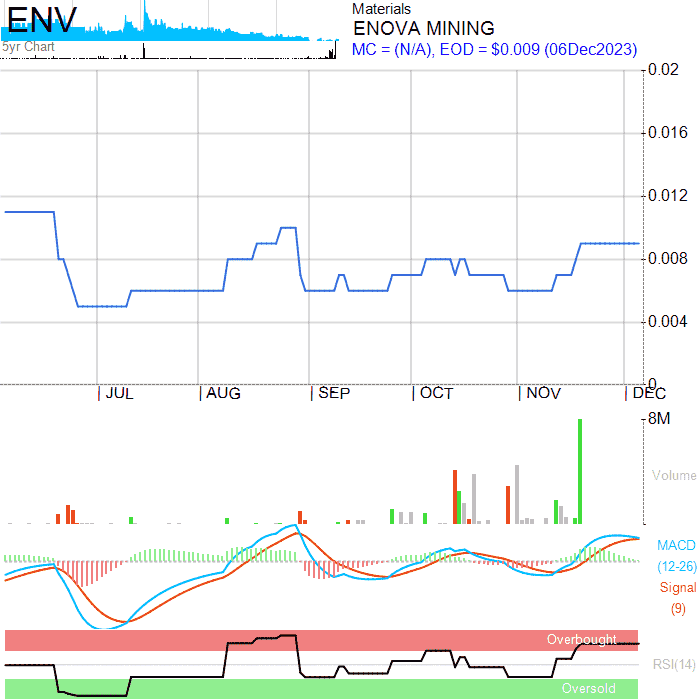 ENV
5yr Chart
Materials
ENOVA MINING
MC = (N/A), EOD = $0.009 (06Dec2023)
0.02
0.016
0.012
0.008
0.004
0
JUL
AUG
SEP
OCT
NOV
DEC
8M
Volume
MACD
(12-26)
Signal
(9)
Overbought
RSI(14)
Oversold